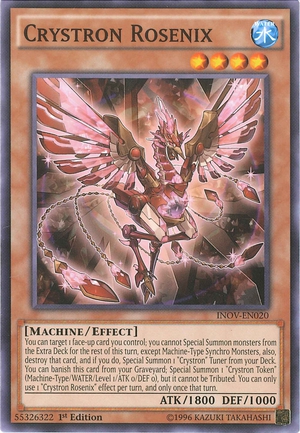 CRYSTRON ROSENIX
WATER
水
INOV-EN020
[MACHINE/EFFECT]
You can target 1 face-up card you control; you cannot Special Summon monsters
from the Extra Deck for the rest of this turn, except Machine-Type Synchro Monsters, also,
destroy that card, and if you do, Special Summon 1 "Crystron" Tuner from your Deck.
You can banish this card from your Graveyard; Special Summon 1 "Crystron Token"
(Machine-Type/WATER/Level 1/ATK 0/DEF 0), but it cannot be Tributed. You can only
use 1 "Crystron Rosenix" effect per turn, and only once that turn.
ATK/1800 DEF/1000
55326322 1st Edition ©1996 KAZUKI TAKAHASHI